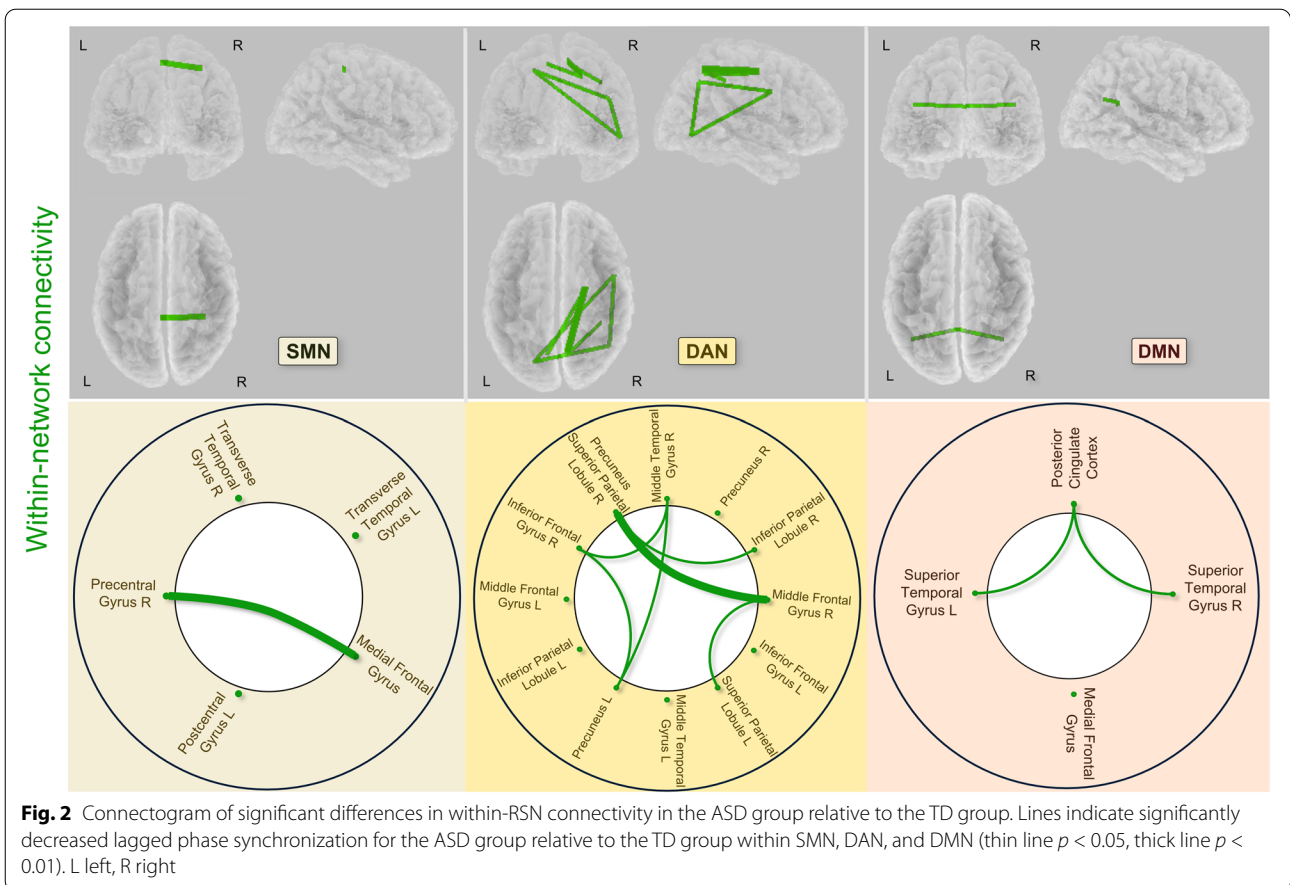 L
R
L
R
L
R
Within-network connectivity
SMN
DAN
DMN
L
R
L
R
L
R
Transverse
Temporal
Gyrus R
Transverse
Temporal
Gyrus L
Precentral
Gyrus R
Medial Frontal
Gyrus
Postcentral
Gyrus L
Precuneus
Superior Parietal
Lobule R
Middle Temporal
Gyrus R
Precuneus R
Inferior Frontal
Gyrus R
Inferior Parietal
Lobule R
Middle Frontal
Gyrus L
Middle Frontal
Gyrus R
Inferior Parietal
Lobule L
Inferior Frontal
Gyrus L
Precuneus L
Middle Temporal
Gyrus L
Superior Parietal
Lobule L
Posterior
Cingulate
Cortex
Superior
Temporal
Gyrus L
Superior
Temporal
Gyrus R
Medial Frontal
Gyrus
Fig. 2 Connectogram of significant differences in within-RSN connectivity in the ASD group relative to the TD group. Lines indicate significantly
decreased lagged phase synchronization for the ASD group relative to the TD group within SMN, DAN, and DMN (thin line p < 0.05, thick line p <
0.01). L left, R right